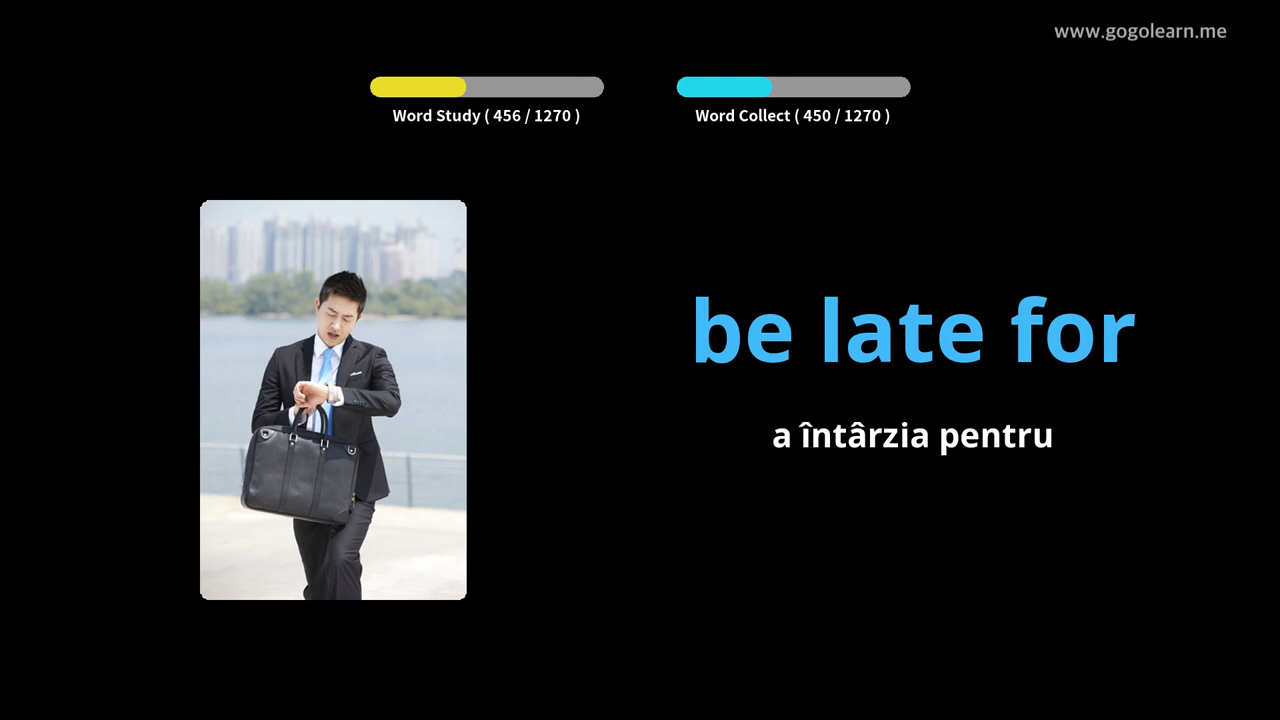 www.gogolearn.me
Word Study ( 456 / 1270 )
Word Collect ( 450 / 1270 )
be late for
a întârzia pentru